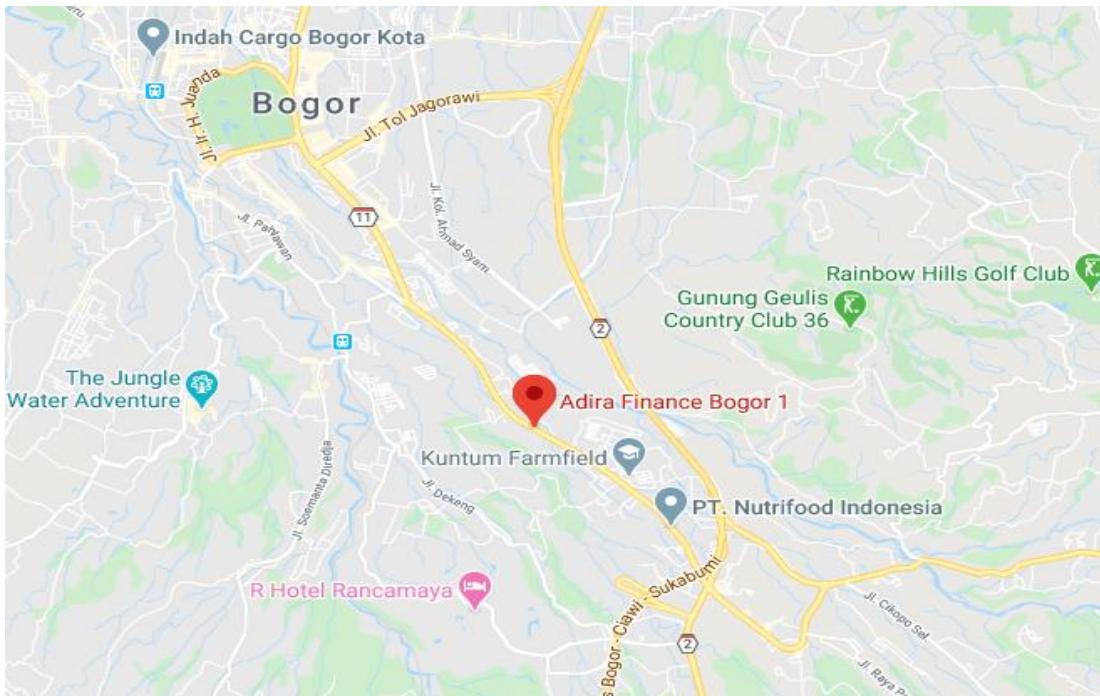 Indah Cargo Bogor Kota
Jl. Ir. H. Juanda
Bogor
Jl. Tol Jagorawi
11
Jl. Kol. Ahmad Syam
Rainbow Hills Golf Club
Gunung Geulis
Country Club 36
2
The Jungle
Water Adventure
Adira Finance Bogor 1
Kuntum Farmfield
Jl. Soemanta Diredja
Jl. Dekeng
PT. Nutrifood Indonesia
R Hotel Rancamaya
s Bogor - Ciawi - Sukabumi
2
Jl. Cikopo Sel.
Jl. Raya P